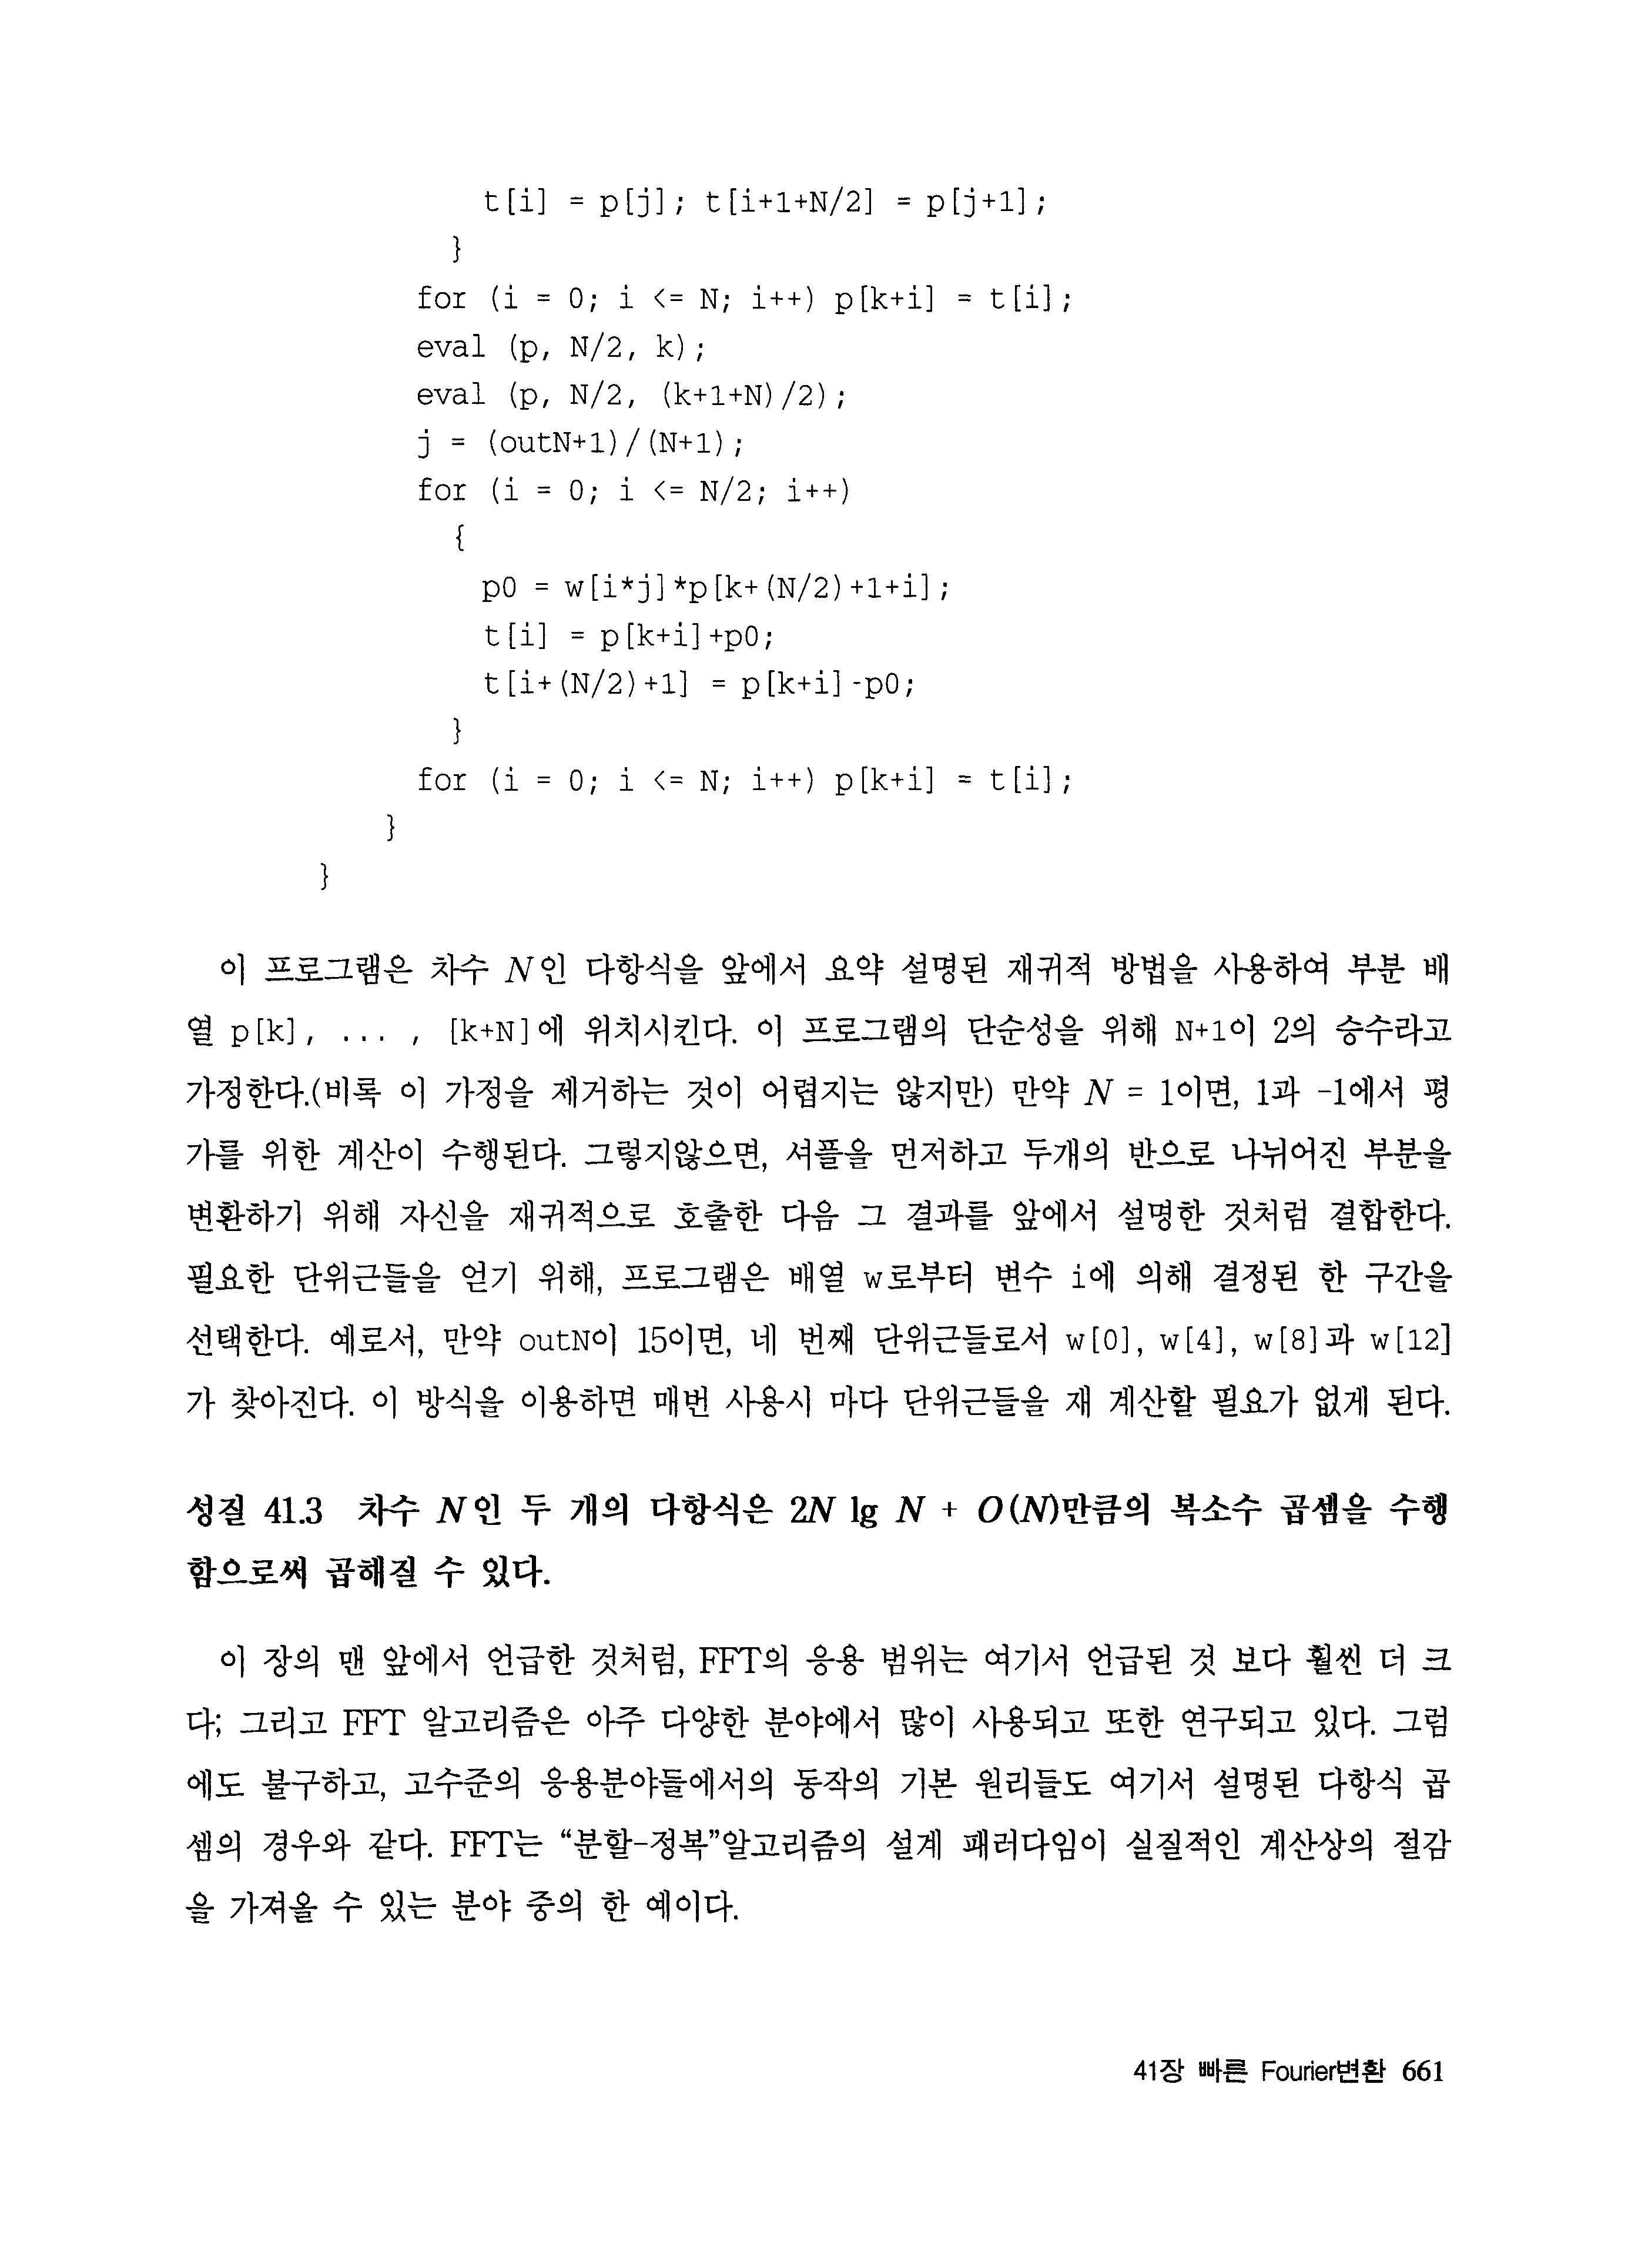 t[i] = p[j]; t[i+1+N/2] = p[j+1];
}
for (i = 0; i <= N; i++) p[k+i] = t[i];
eval (p, N/2, k);
eval (p, N/2, (k+1+N)/2);
j = (outN+1)/(N+1);
for (i = 0; i <= N/2; i++)
{
p0 = w[i*j]*p[k+(N/2)+1+i];
t[i] = p[k+i]+p0;
t[i+(N/2)+1] = p[k+i]-p0;
}
for (i = 0; i <= N; i++) p[k+i] = t[i];
}
}
이 프로그램은 차수 N인 다항식을 앞에서 요약 설명된 재귀적 방법을 사용하여 부분 배
열 p[k], ... , [k+N]에 위치시킨다. 이 프로그램의 단순성을 위해 N+1이 2의 승수라고
가정한다.(비록 이 가정을 제거하는 것이 어렵지는 않지만) 만약 N = 1이면, 1과 -1에서 평
가를 위한 계산이 수행된다. 그렇지않으면, 셔플을 먼저하고 두개의 반으로 나뉘어진 부분을
변환하기 위해 자신을 재귀적으로 호출한 다음 그 결과를 앞에서 설명한 것처럼 결합한다.
필요한 단위근들을 얻기 위해, 프로그램은 배열 w로부터 변수 i에 의해 결정된 한 구간을
선택한다. 예로서, 만약 outN이 15이면, 네 번째 단위근들로서 w[0], w[4], w[8]과 w[12]
가 찾아진다. 이 방식을 이용하면 매번 사용시 마다 단위근들을 재 계산할 필요가 없게 된다.
성질 41.3 차수 N인 두 개의 다항식은 2N lg N + O(N)만큼의 복소수 곱셈을 수행
함으로써 곱해질 수 있다.
이 장의 맨 앞에서 언급한 것처럼, FFT의 응용 범위는 여기서 언급된 것 보다 훨씬 더 크
다; 그리고 FFT 알고리즘은 아주 다양한 분야에서 많이 사용되고 또한 연구되고 있다. 그럼
에도 불구하고, 고수준의 응용분야들에서의 동작의 기본 원리들도 여기서 설명된 다항식 곱
셈의 경우와 같다. FFT는 “분할-정복”알고리즘의 설계 패러다임이 실질적인 계산상의 절감
을 가져올 수 있는 분야 중의 한 예이다.
41장 빠른 Fourier변환 661